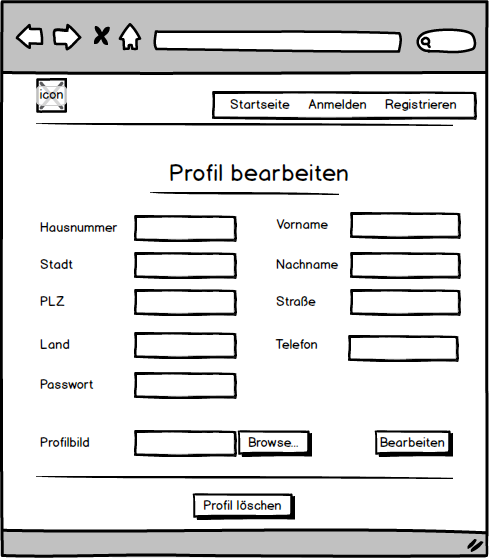 icon
Startseite Anmelden Registrieren
Profil bearbeiten
Hausnummer Vorname
Stadt Nachname
PLZ Straße
Land Telefon
Passwort
Profilbild Browse... Bearbeiten
Profil löschen